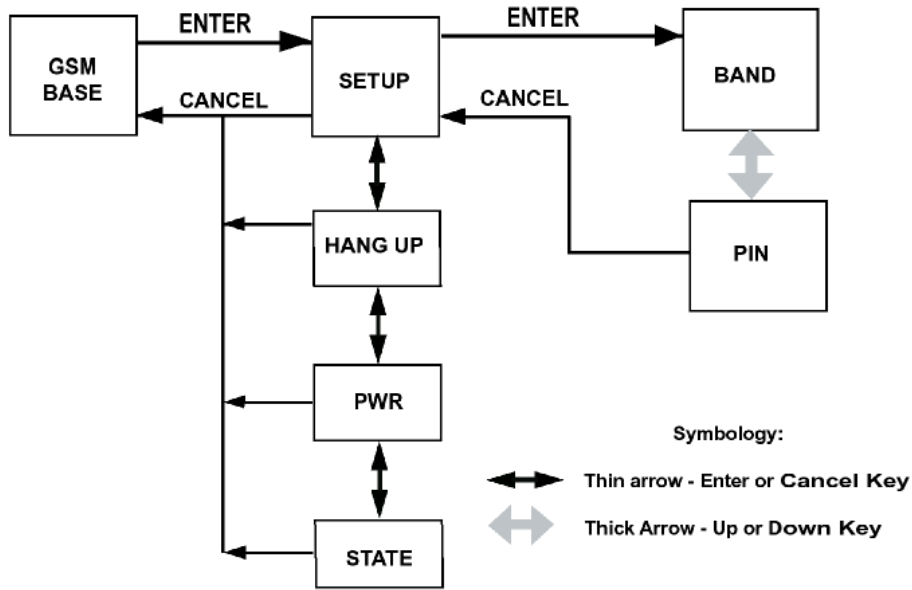 GSM
BASE
ENTER
CANCEL
SETUP
ENTER
CANCEL
BAND
PIN
HANG UP
PWR
STATE
Symbology:
Thin arrow - Enter or Cancel Key
Thick Arrow - Up or Down Key